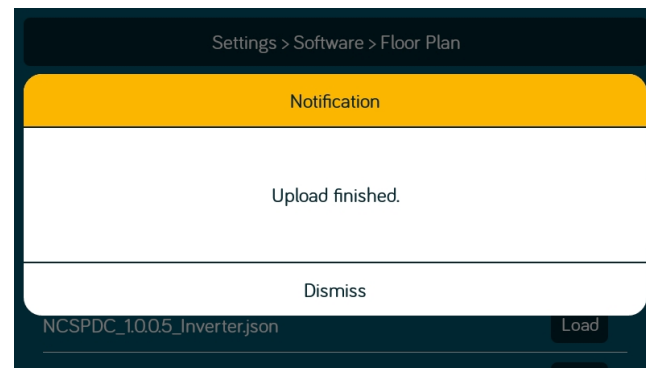 Settings > Software > Floor Plan
Notification
Upload finished.
Dismiss
NCSPDC_1.0.0.5_Inverter.json
Load